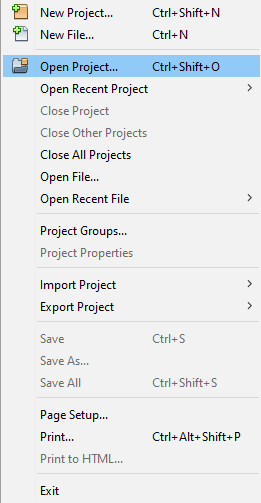 New Project... Ctrl+Shift+N
New File... Ctrl+N
Open Project... Ctrl+Shift+O
Open Recent Project
Close Project
Close Other Projects
Close All Projects
Open File...
Open Recent File
Project Groups...
Project Properties
Import Project
Export Project
Save Ctrl+S
Save As...
Save All Ctrl+Shift+S
Page Setup...
Print... Ctrl+Alt+Shift+P
Print to HTML...
Exit